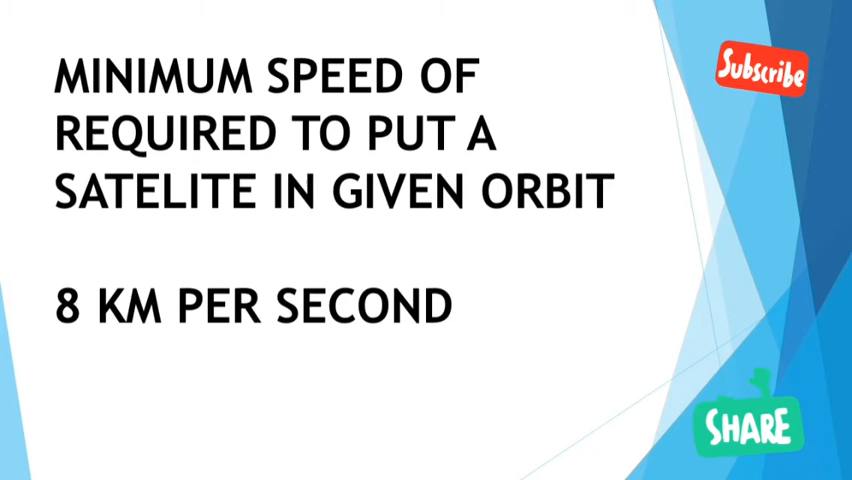 MINIMUM SPEED OF
REQUIRED TO PUT A
SATELITE IN GIVEN ORBIT
8 KM PER SECOND
Subscribe
SHARE